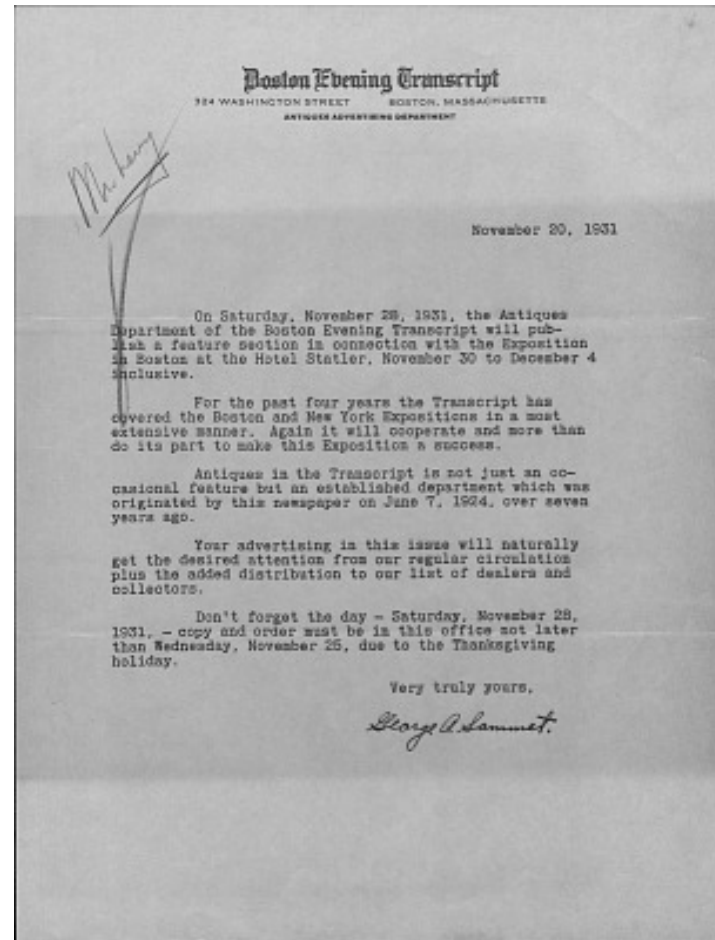 Boston Evening Transcript
324 WASHINGTON STREET BOSTON, MASSACHUSETTS
ANTIQUES ADVERTISING DEPARTMENT
November 20, 1931
On Saturday, November 28, 1931, the Antiques
Department of the Boston Evening Transcript will pub-
lish a feature section in connection with the Exposition
in Boston at the Hotel Statler, November 30 to December 4
inclusive.
For the past four years the Transcript has
covered the Boston and New York Expositions in a most
extensive manner. Again it will cooperate and more than
do its part to make this Exposition a success.
Antiques in the Transcript is not just an oc-
casional feature but an established department which was
originated by this newspaper on June 7, 1924, over seven
years ago.
Your advertising in this issue will naturally
get the desired attention from our regular circulation
plus the added distribution to our list of dealers and
collectors.
Don't forget the day - Saturday, November 28,
1931, - copy and order must be in this office not later
than Wednesday, November 25, due to the Thanksgiving
holiday.
Very truly yours,
George A Sammet.